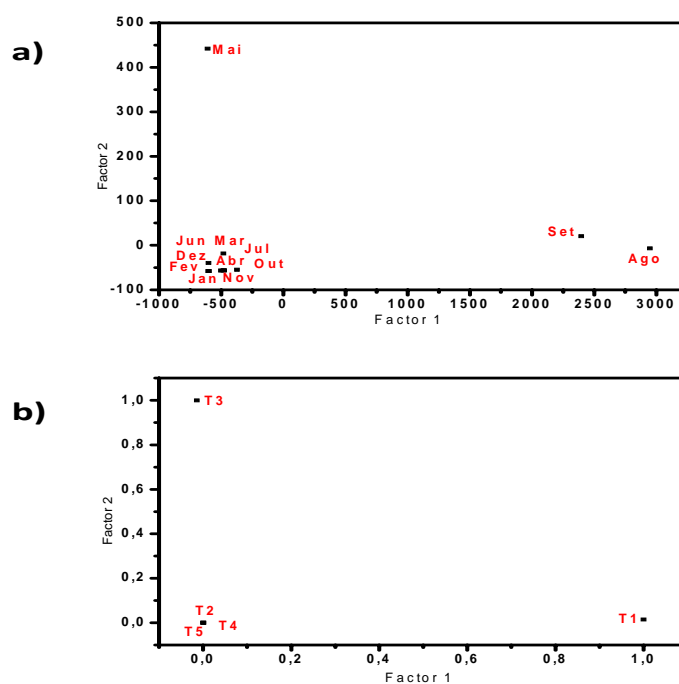 a)
500
400
300
200
100
0
-100
Factor 2
Mai
Set
Ago
Jun Mar
Jul
Dez
Abr
Out
Fev
Jan Nov
-1000 -500 0 500 1000 1500 2000 2500 3000
Factor 1
b)
1,0
0,8
0,6
0,4
0,2
0,0
Factor 2
T3
T2
T5 T4
T1
0,0 0,2 0,4 0,6 0,8 1,0
Factor 1